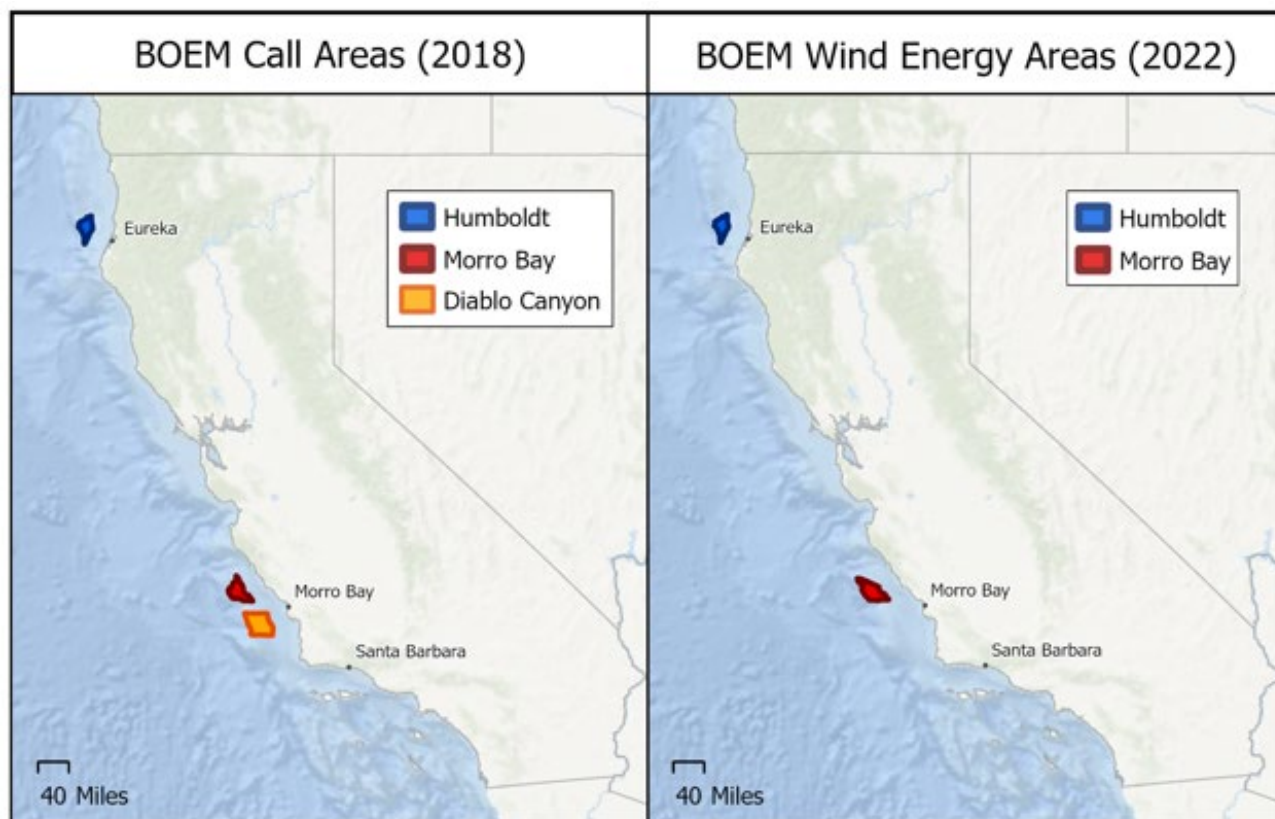 BOEM Call Areas (2018)
Humboldt
Morro Bay
Diablo Canyon
Eureka
Morro Bay
Santa Barbara
40 Miles
BOEM Wind Energy Areas (2022)
Humboldt
Morro Bay
Eureka
Morro Bay
Santa Barbara
40 Miles